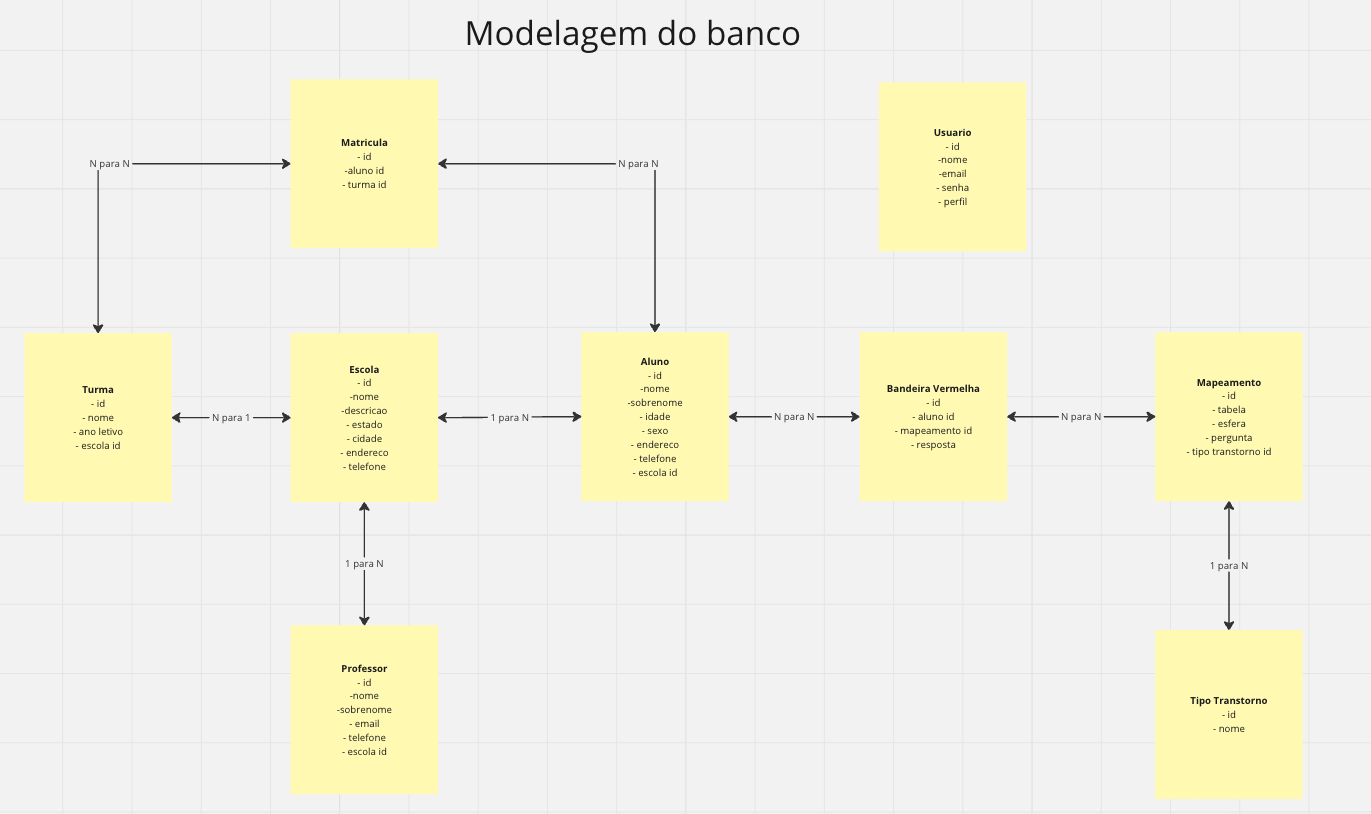 Modelagem do banco
Matricula
- id
-aluno id
- turma id
Usuario
- id
-nome
-email
- senha
- perfil
N para N
N para N
Turma
- id
- nome
- ano letivo
- escola id
N para 1
Escola
- id
-nome
-descricao
- estado
- cidade
- endereco
- telefone
1 para N
Aluno
- id
-nome
-sobrenome
- idade
- sexo
- endereco
- telefone
- escola id
N para N
Bandeira Vermelha
- id
- aluno id
- mapeamento id
- resposta
N para N
Mapeamento
- id
- tabela
- esfera
- pergunta
- tipo transtorno id
1 para N
1 para N
Professor
- id
-nome
-sobrenome
- email
- telefone
- escola id
Tipo Transtorno
- id
- nome